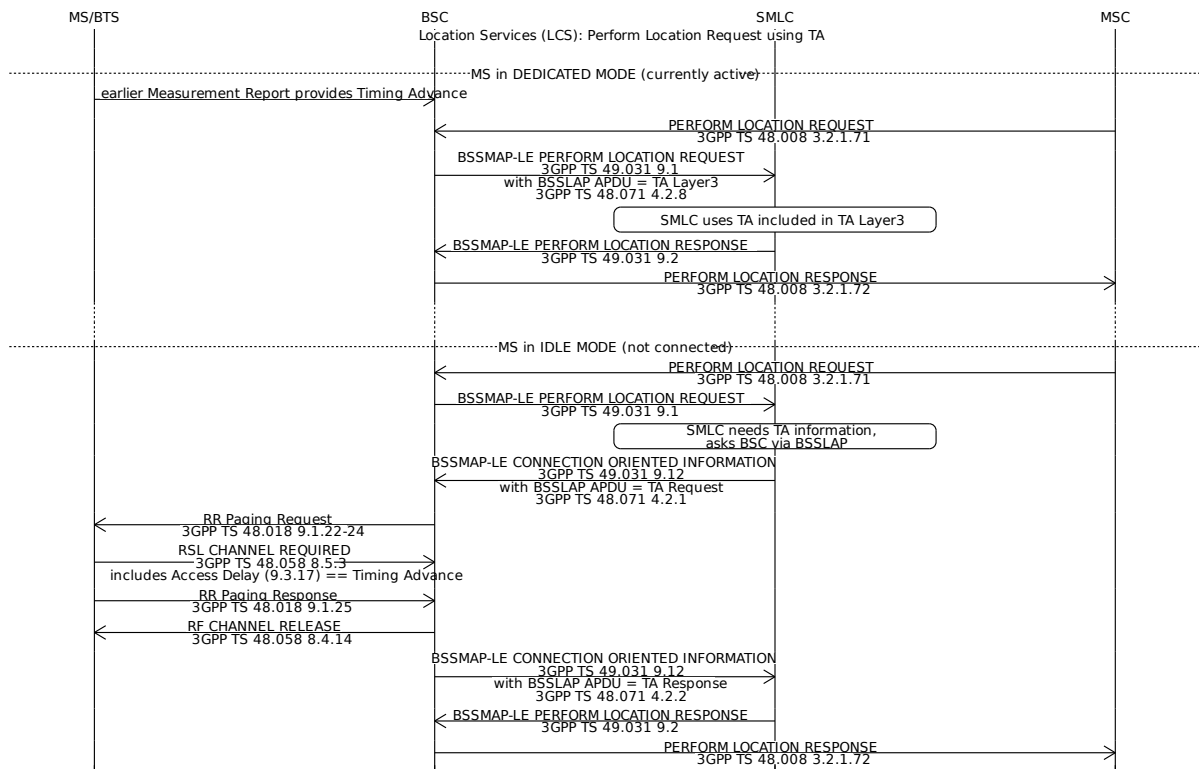 MS/BTS BSC SMLC MSC
Location Services (LCS): Perform Location Request using TA
MS in DEDICATED MODE (currently active)
earlier Measurement Report provides Timing Advance
PERFORM LOCATION REQUEST
3GPP TS 48.008 3.2.1.71
BSSMAP-LE PERFORM LOCATION REQUEST
3GPP TS 49.031 9.1
with BSSLAP APDU = TA Layer3
3GPP TS 48.071 4.2.8
SMLC uses TA included in TA Layer3
BSSMAP-LE PERFORM LOCATION RESPONSE
3GPP TS 49.031 9.2
PERFORM LOCATION RESPONSE
3GPP TS 48.008 3.2.1.72
MS in IDLE MODE (not connected)
PERFORM LOCATION REQUEST
3GPP TS 48.008 3.2.1.71
BSSMAP-LE PERFORM LOCATION REQUEST
3GPP TS 49.031 9.1
SMLC needs TA information,
asks BSC via BSSLAP
BSSMAP-LE CONNECTION ORIENTED INFORMATION
3GPP TS 49.031 9.12
with BSSLAP APDU = TA Request
3GPP TS 48.071 4.2.1
RR Paging Request
3GPP TS 48.018 9.1.22-24
RSL CHANNEL REQUIRED
3GPP TS 48.058 8.5.3
includes Access Delay (9.3.17) == Timing Advance
RR Paging Response
3GPP TS 48.018 9.1.25
RF CHANNEL RELEASE
3GPP TS 48.058 8.4.14
BSSMAP-LE CONNECTION ORIENTED INFORMATION
3GPP TS 49.031 9.12
with BSSLAP APDU = TA Response
3GPP TS 48.071 4.2.2
BSSMAP-LE PERFORM LOCATION RESPONSE
3GPP TS 49.031 9.2
PERFORM LOCATION RESPONSE
3GPP TS 48.008 3.2.1.72